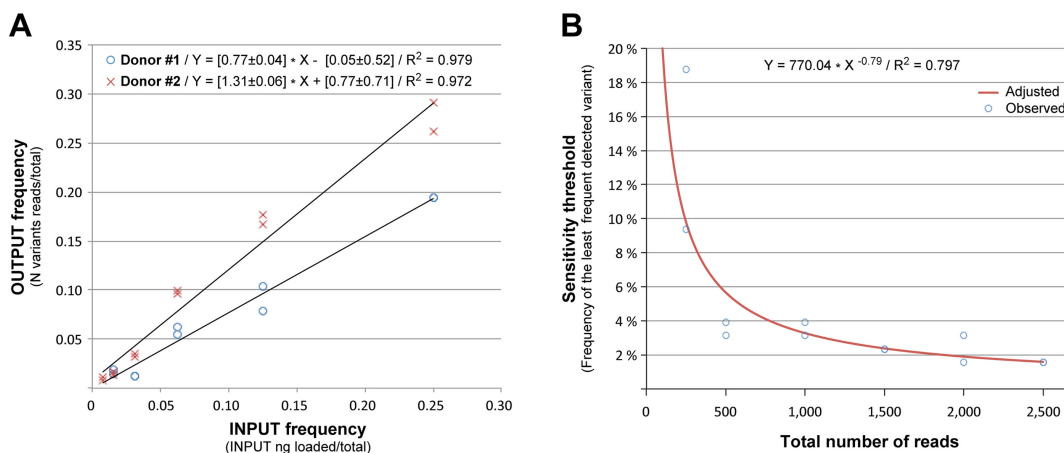 A
0.35
0.30
0.25
0.20
0.15
0.10
0.05
0
0.05
0.10
0.15
0.20
0.25
0.30
OUTPUT frequency
(N variants reads/total)
INPUT frequency
(INPUT ng loaded/total)
Donor #1 / Y = [0.77±0.04] * X - [0.05±0.52] / R² = 0.979
Donor #2 / Y = [1.31±0.06] * X + [0.77±0.71] / R² = 0.972
B
20 %
18 %
16 %
14 %
12 %
10 %
8 %
6 %
4 %
2 %
0
500
1,000
1,500
2,000
2,500
Sensitivity threshold
(Frequency of the least frequent detected variant)
Total number of reads
Y = 770.04 * X ^-0.79 / R² = 0.797
Adjusted
Observed